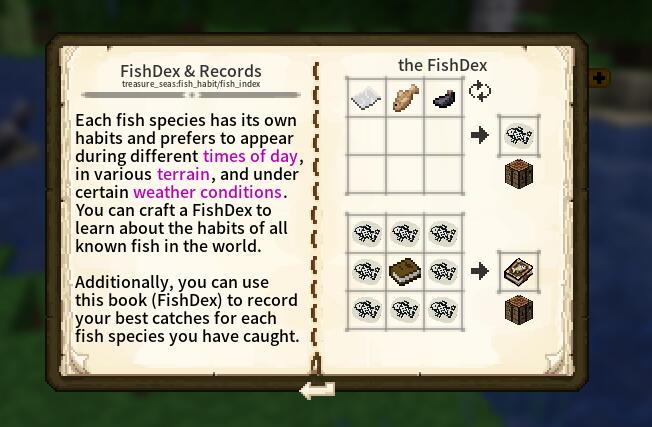 FishDex & Records
treasure_seas:fish_habit/fish_index
Each fish species has its own
habits and prefers to appear
during different times of day,
in various terrain, and under
certain weather conditions.
You can craft a FishDex to
learn about the habits of all
known fish in the world.
Additionally, you can use
this book (FishDex) to record
your best catches for each
fish species you have caught.
the FishDex